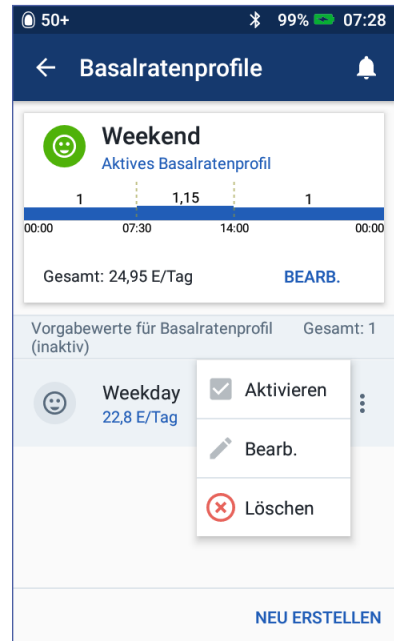 50+ 99% 07:28
Basalratenprofile
Weekend
Aktives Basalratenprofil
1 1,15 1
00:00 07:30 14:00 00:00
Gesamt: 24,95 E/Tag BEARB.
Vorgabewerte für Basalratenprofil Gesamt: 1
(inaktiv)
Weekday Aktivieren
22,8 E/Tag
Bearb.
Löschen
NEU ERSTELLEN